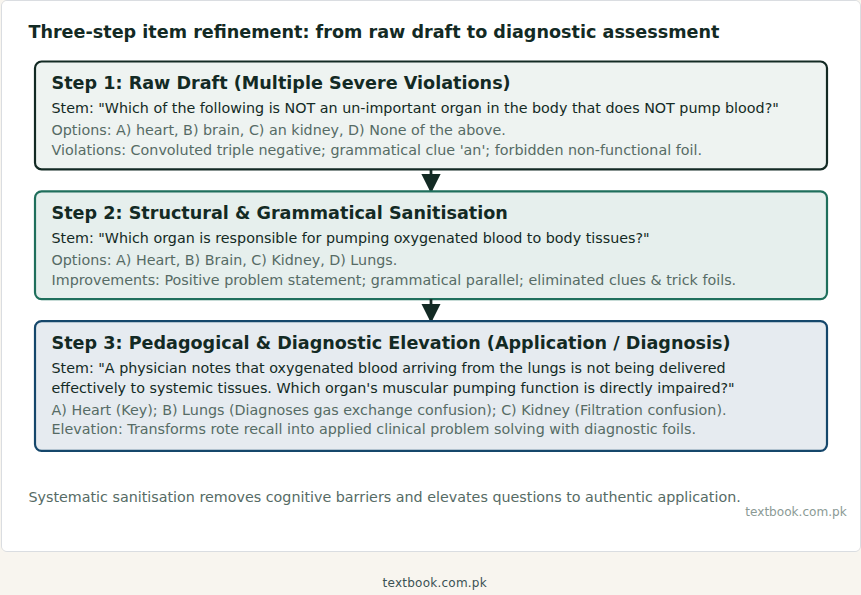 Three-step item refinement: from raw draft to diagnostic assessment
Step 1: Raw Draft (Multiple Severe Violations)
Stem: "Which of the following is NOT an un-important organ in the body that does NOT pump blood?"
Options: A) heart, B) brain, C) an kidney, D) None of the above.
Violations: Convoluted triple negative; grammatical clue 'an'; forbidden non-functional foil.
Step 2: Structural & Grammatical Sanitisation
Stem: "Which organ is responsible for pumping oxygenated blood to body tissues?"
Options: A) Heart, B) Brain, C) Kidney, D) Lungs.
Improvements: Positive problem statement; grammatical parallel; eliminated clues & trick foils.
Step 3: Pedagogical & Diagnostic Elevation (Application / Diagnosis)
Stem: "A physician notes that oxygenated blood arriving from the lungs is not being delivered
effectively to systemic tissues. Which organ's muscular pumping function is directly impaired?"
A) Heart (Key); B) Lungs (Diagnoses gas exchange confusion); C) Kidney (Filtration confusion).
Elevation: Transforms rote recall into applied clinical problem solving with diagnostic foils.
Systematic sanitisation removes cognitive barriers and elevates questions to authentic application.
textbook.com.pk
textbook.com.pk